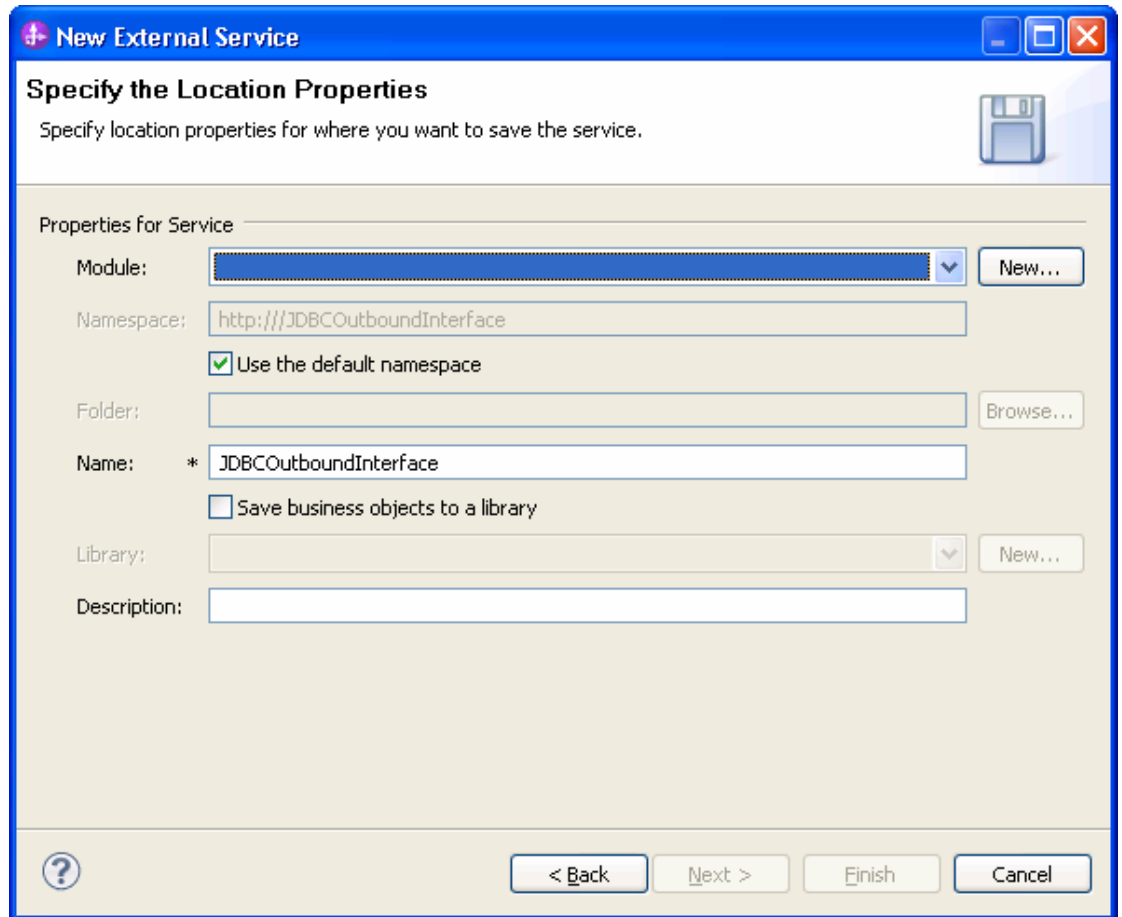 New External Service
Specify the Location Properties
Specify location properties for where you want to save the service.
Properties for Service
Module: New...
Namespace: http:///JDBCOutboundInterface
Use the default namespace
Folder: Browse...
Name: * JDBCOutboundInterface
Save business objects to a library
Library: New...
Description:
? < Back Next > Finish Cancel